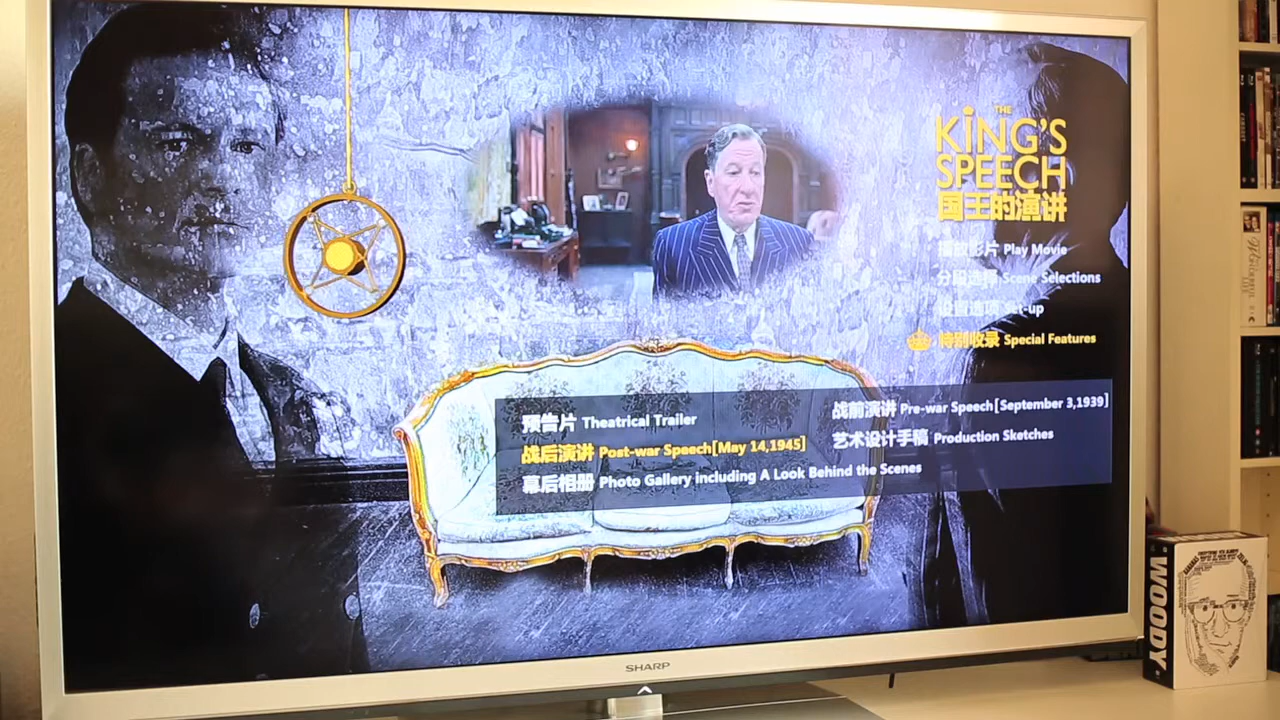 THE
KING'S
SPEECH
国王的演讲
播放影片 Play Movie
分段选择 Scene Selections
设置选项 Set-up
特别收录 Special Features
预告片 Theatrical Trailer
战前演讲 Pre-war Speech[September 3,1939]
战后演讲 Post-war Speech[May 14,1945]
艺术设计手稿 Production Sketches
幕后相册 Photo Gallery including A Look Behind the Scenes
SHARP
WOODY